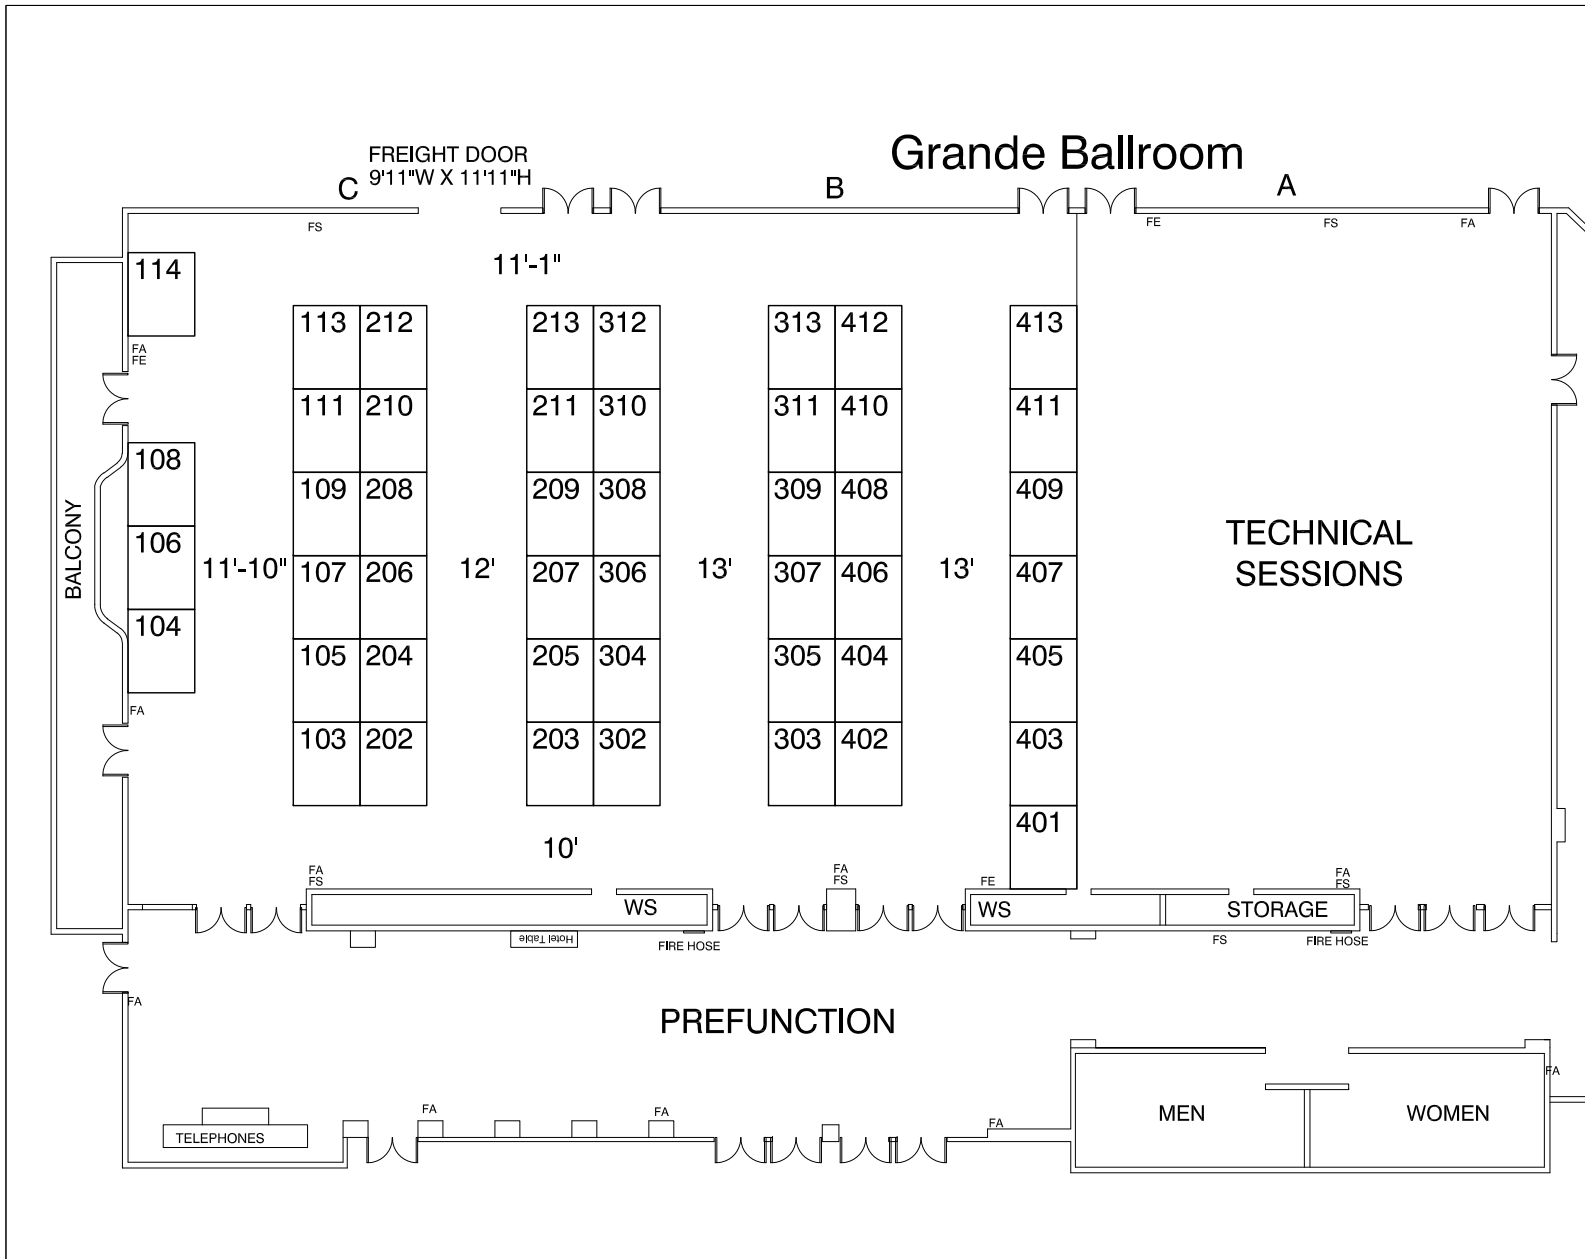 Grande Ballroom
FREIGHT DOOR
9'11"W X 11'11"H
C
B
A
FS
FE
FS
FA
114
11'-1"
FA
FE
113 212
213 312
313 412
413
111 210
211 310
311 410
411
108
109 208
209 308
309 408
409
BALCONY
106
11'-10"
107 206
12'
207 306
13'
307 406
13'
407
TECHNICAL
SESSIONS
104
105 204
205 304
305 404
405
FA
103 202
203 302
303 402
403
401
10'
FA
FS
FA
FS
FE
FA
FS
WS
WS
STORAGE
Hotel Table
FIRE HOSE
FS
FIRE HOSE
FA
PREFUNCTION
FA
FA
FA
FA
MEN
WOMEN
TELEPHONES